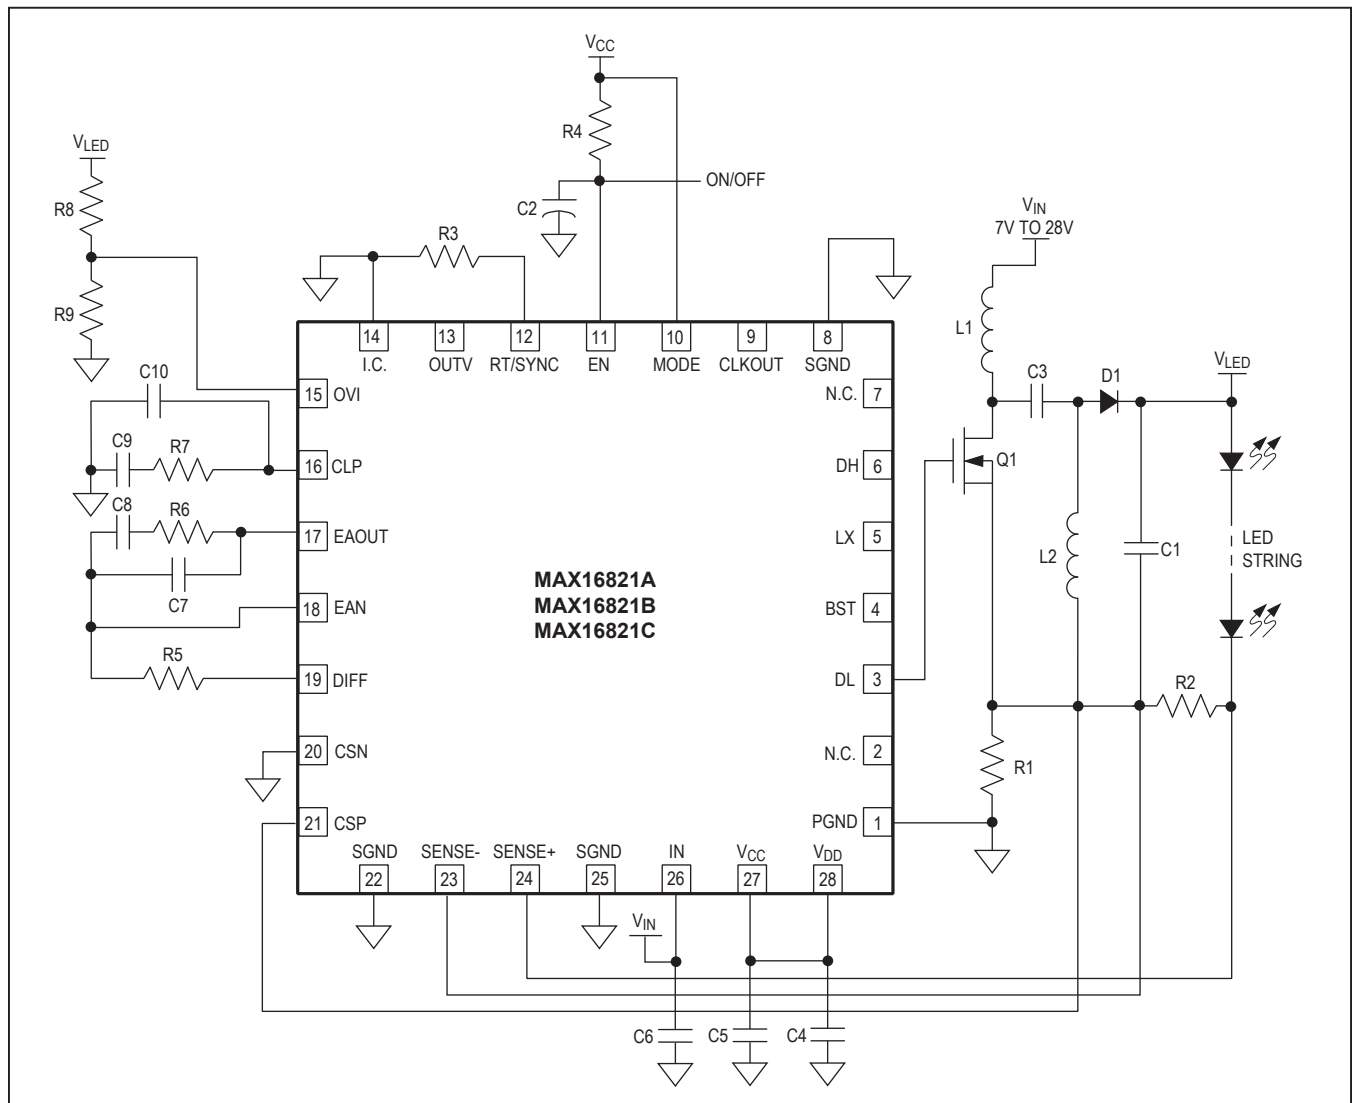 VCC
R4
VLED
ON/OFF
R8
C2
VIN
7V TO 28V
R3
R9
L1
14
13
12
11
10
9
8
I.C.
OUTV
RT/SYNC
EN
MODE
CLKOUT
SGND
VLED
C10
C3
D1
15 OVI
N.C. 7
C9
R7
16 CLP
DH 6
Q1
C8
R6
17 EAOUT
LX 5
L2
C1
LED
STRING
C7
MAX16821A
MAX16821B
MAX16821C
18 EAN
BST 4
R5
19 DIFF
DL 3
R2
20 CSN
N.C. 2
R1
21 CSP
PGND 1
SGND
SENSE-
SENSE+
SGND
IN
VCC
VDD
22
23
24
25
26
27
28
VIN
C6
C5
C4